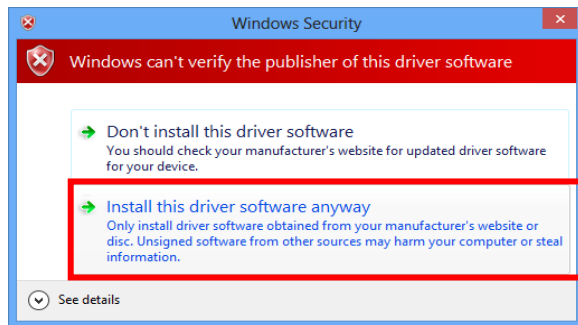 Windows Security
Windows can't verify the publisher of this driver software
Don't install this driver software
You should check your manufacturer's website for updated driver software
for your device.
Install this driver software anyway
Only install driver software obtained from your manufacturer's website or
disc. Unsigned software from other sources may harm your computer or steal
information.
See details